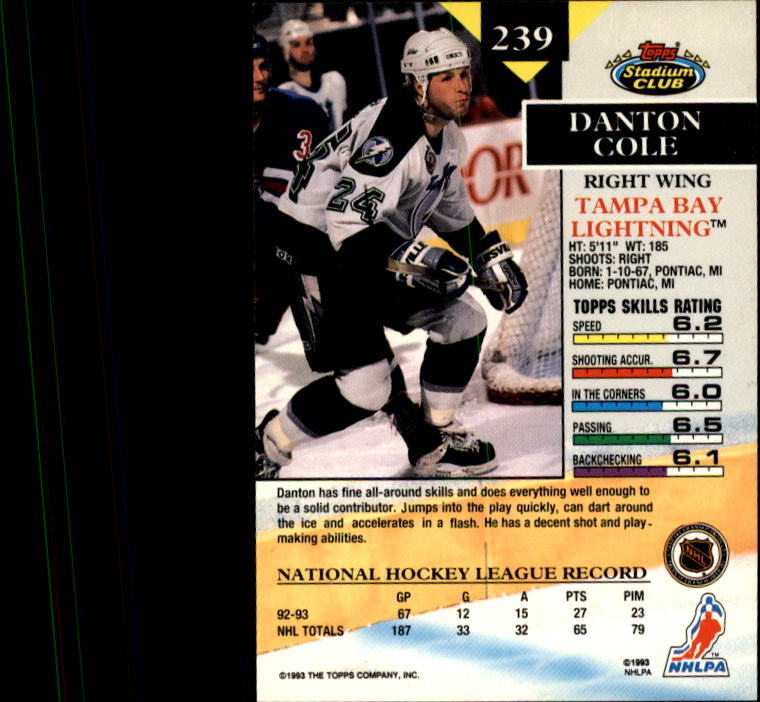 239
Topps
Stadium
CLUB
DANTON
COLE
RIGHT WING
TAMPA BAY
LIGHTNING™
HT: 5'11" WT: 185
SHOOTS: RIGHT
BORN: 1-10-67, PONTIAC, MI
HOME: PONTIAC, MI
TOPPS SKILLS RATING
SPEED 6.2
SHOOTING ACCUR. 6.7
IN THE CORNERS 6.0
PASSING 6.5
BACKCHECKING 6.1
3
24
OR
Danton has fine all-around skills and does everything well enough to
be a solid contributor. Jumps into the play quickly, can dart around
the ice and accelerates in a flash. He has a decent shot and play-
making abilities.
NATIONAL HOCKEY LEAGUE RECORD
GP G A PTS PIM
92-93 67 12 15 27 23
NHL TOTALS 187 33 32 65 79
NHL
©1993 THE TOPPS COMPANY, INC.
©1993
NHLPA
NHLPA
TM